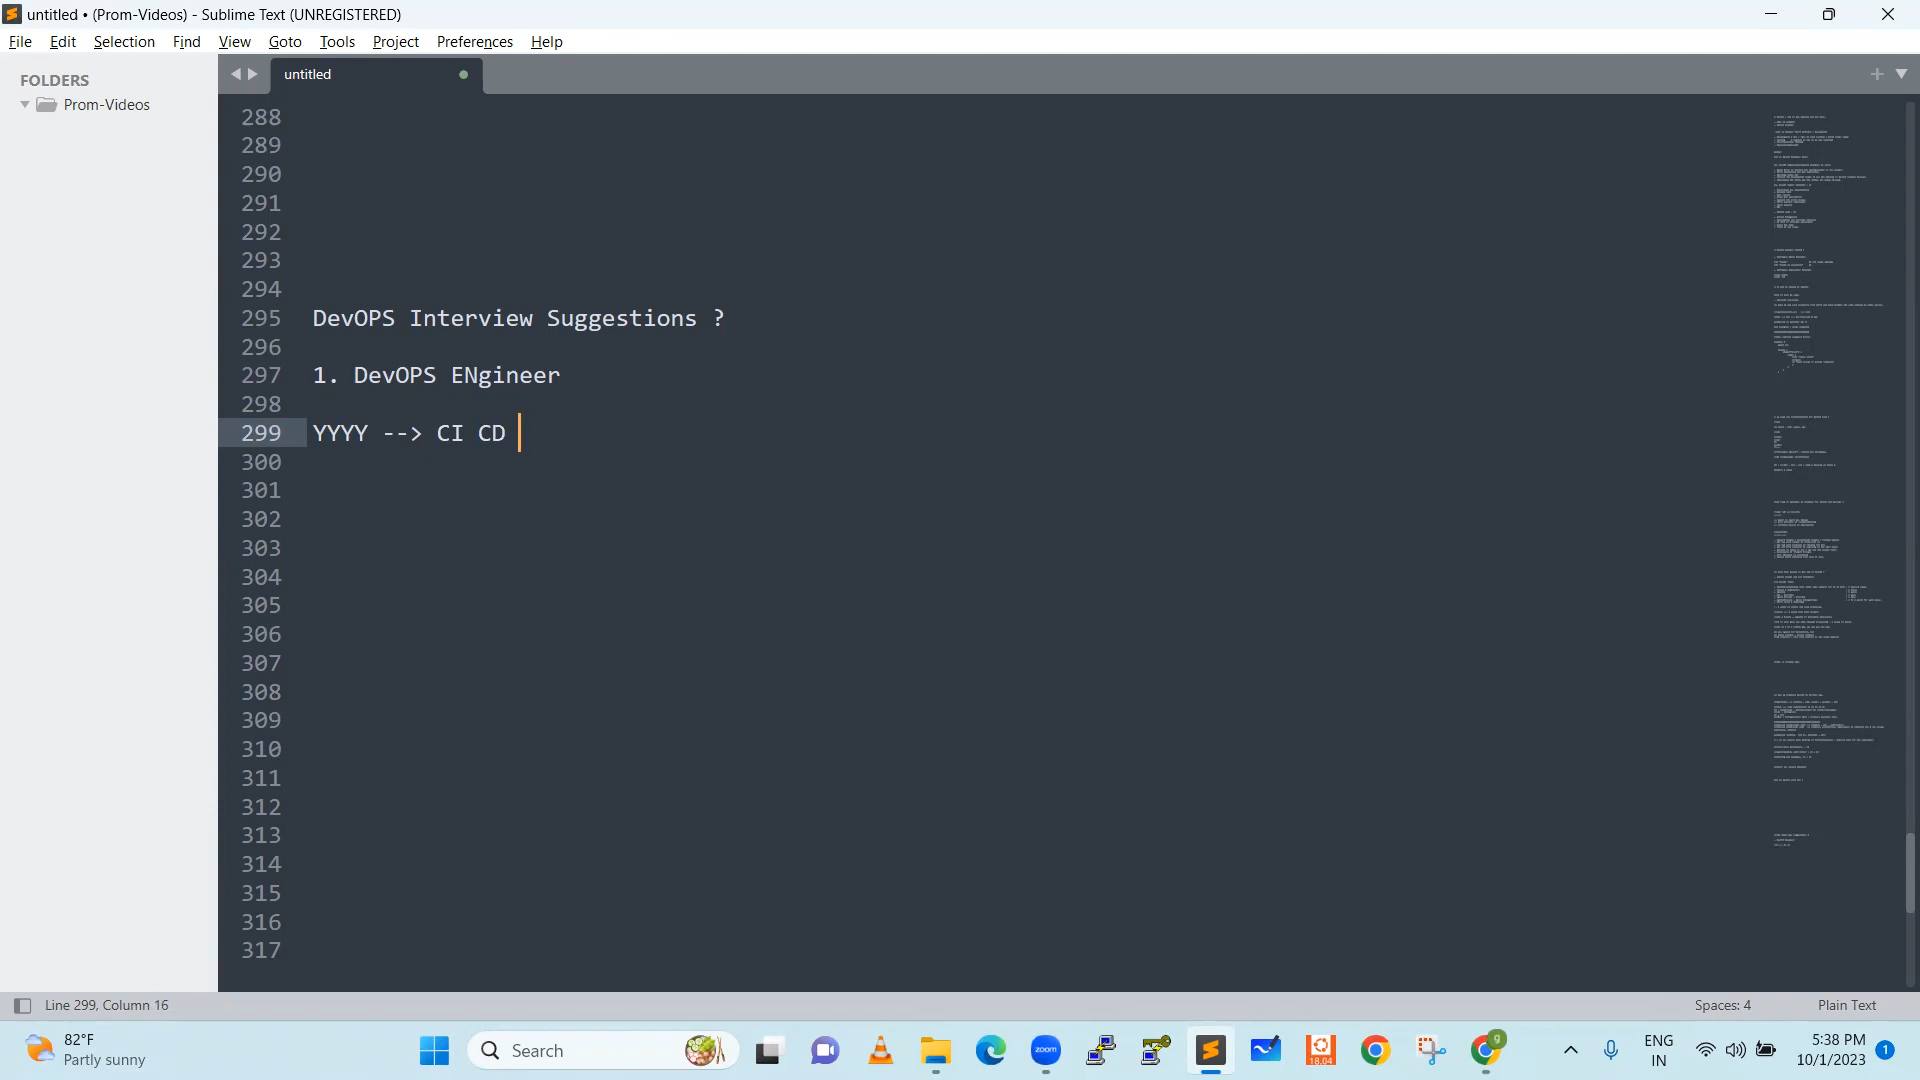 untitled • (Prom-Videos) - Sublime Text (UNREGISTERED)
File Edit Selection Find View Goto Tools Project Preferences Help
FOLDERS
Prom-Videos
untitled
288
289
290
291
292
293
294
295 DevOPS Interview Suggestions ?
296
297 1. DevOPS ENgineer
298
299 YYYY --> CI CD
300
301
302
303
304
305
306
307
308
309
310
311
312
313
314
315
316
317
Line 299, Column 16
Spaces: 4
Plain Text
82°F
Partly sunny
Search
zoom
18.04
g
ENG
IN
5:38 PM
10/1/2023
1